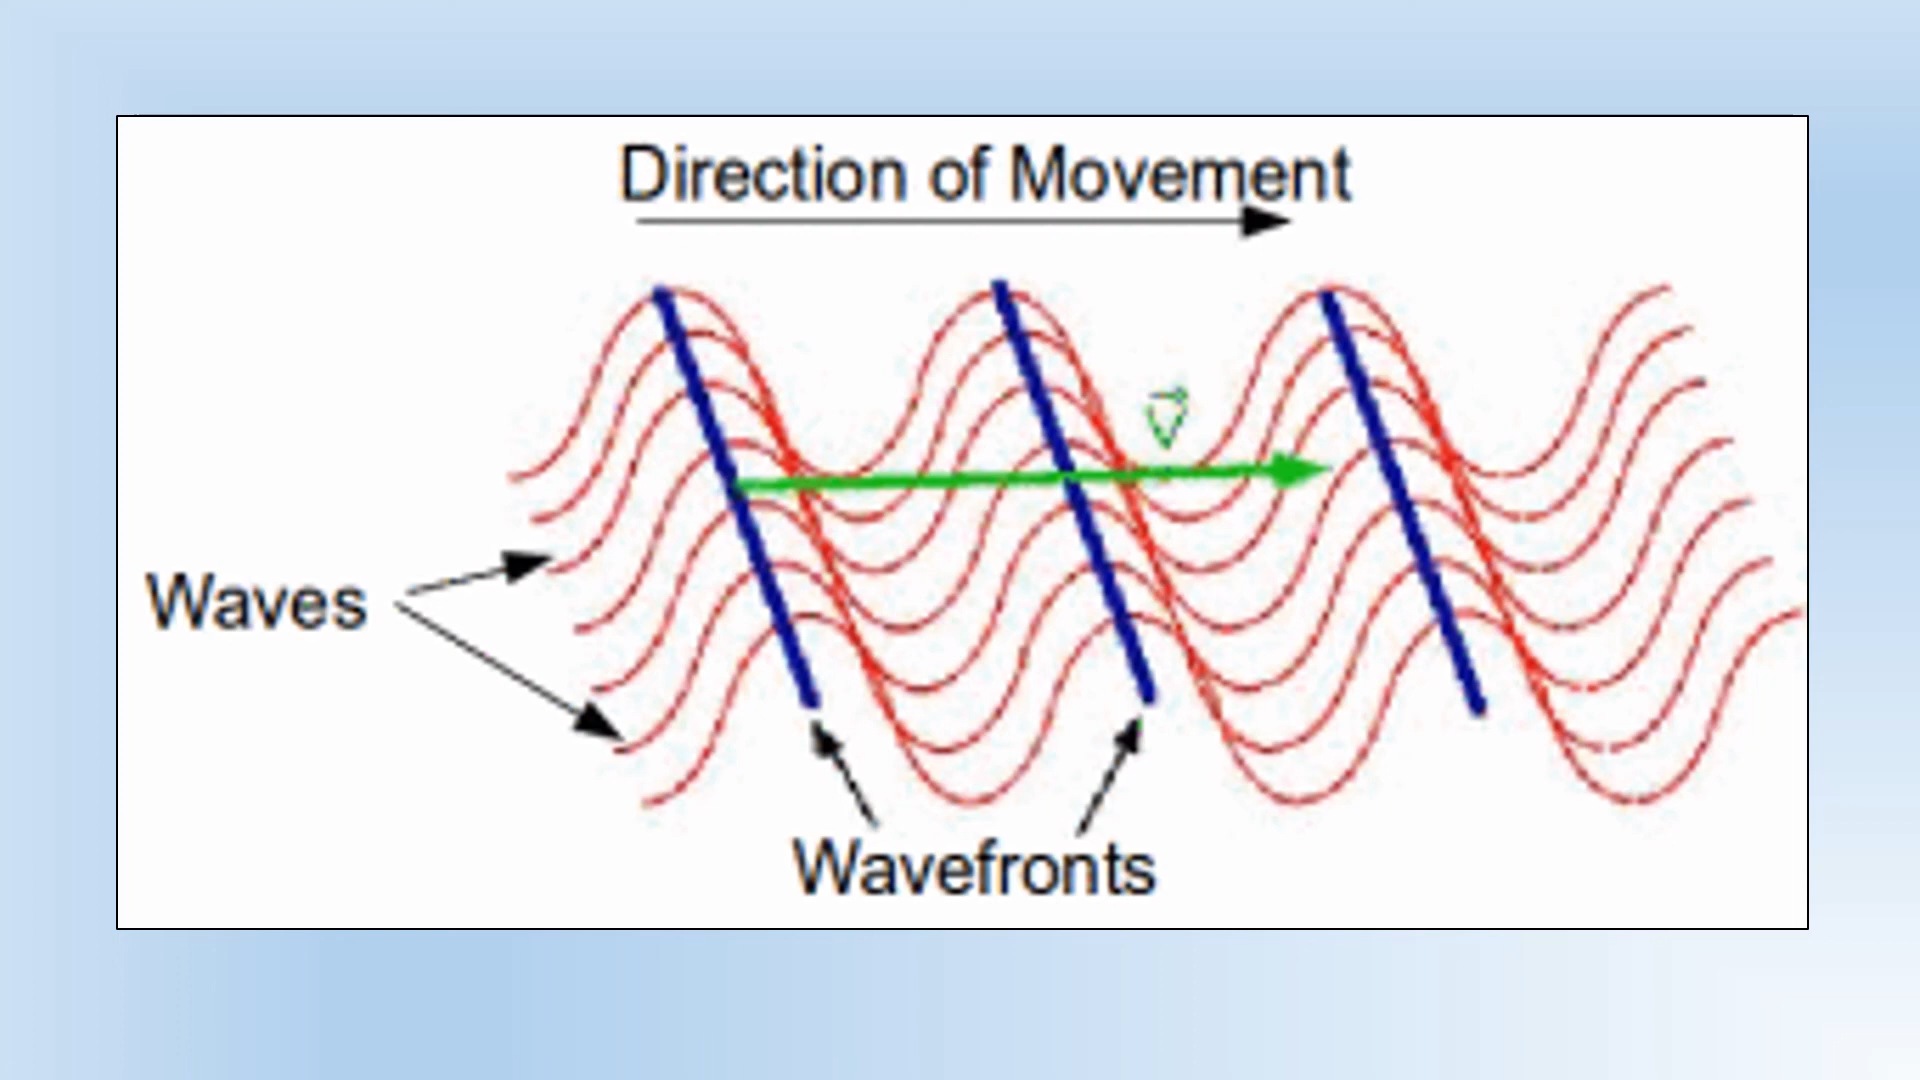 Direction of Movement
V
Waves
Wavefronts